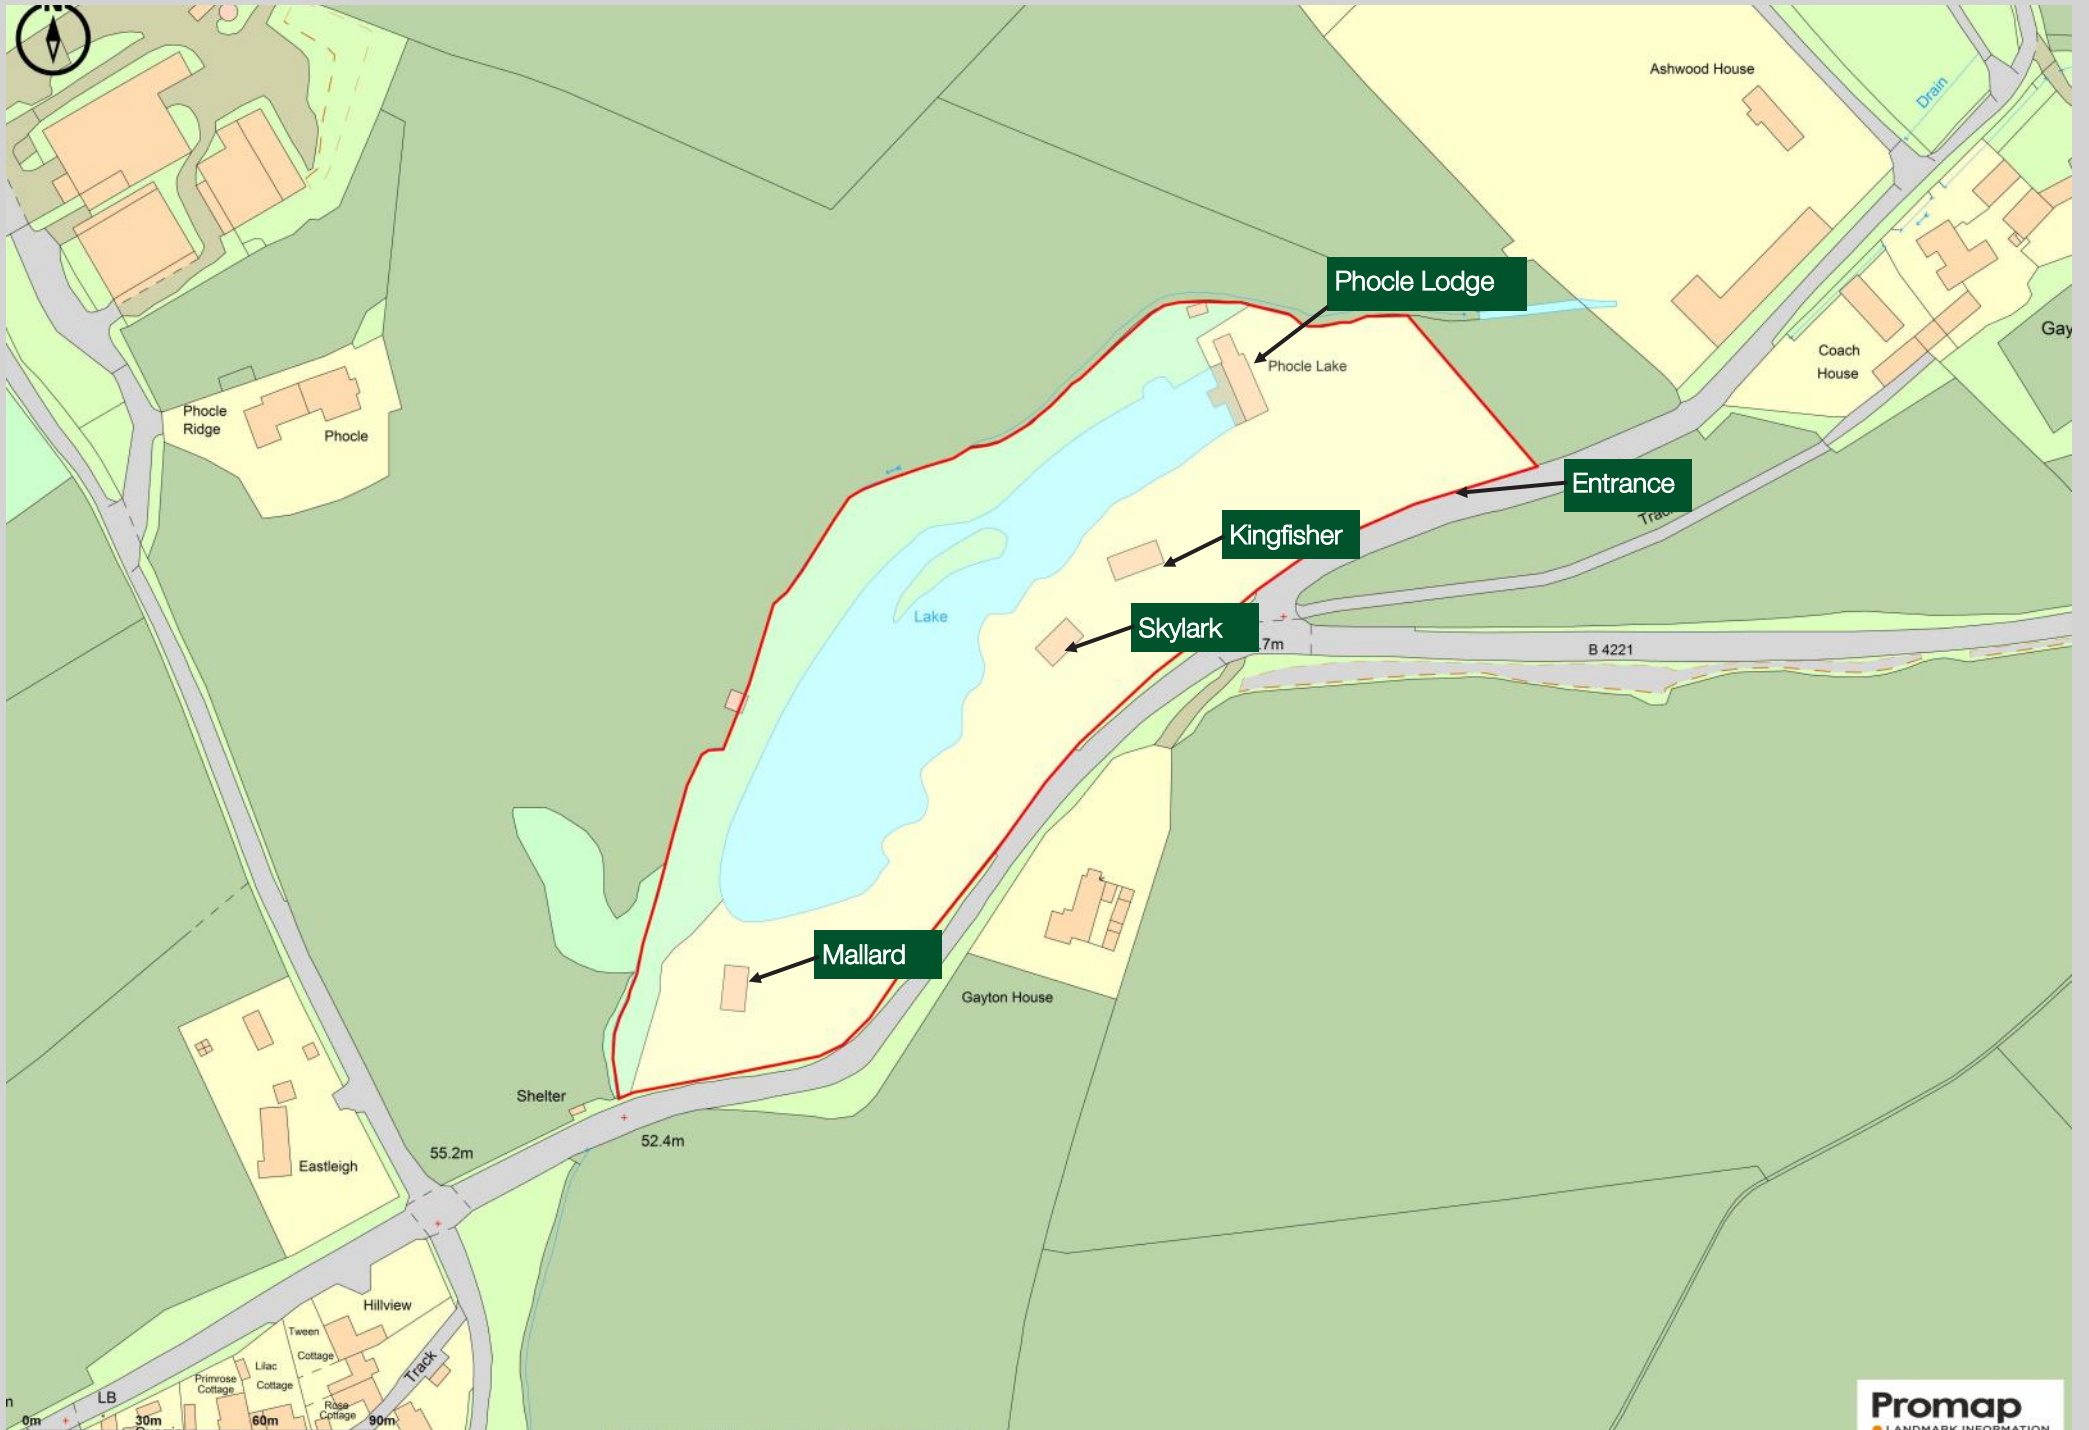 N
Ashwood House
Drain
Phocle Lodge
Phocle Lake
Coach
House
Phocle
Ridge
Phocle
Entrance
Kingfisher
Lake
Skylark
.7m
B 4221
Mallard
Gayton House
Shelter
52.4m
55.2m
Eastleigh
Hillview
Tween
Cottage
Lilac
Cottage
Primrose
Cottage
Rose
Cottage
Track
LB
0m
30m
60m
90m
Promap
LANDMARK INFORMATION